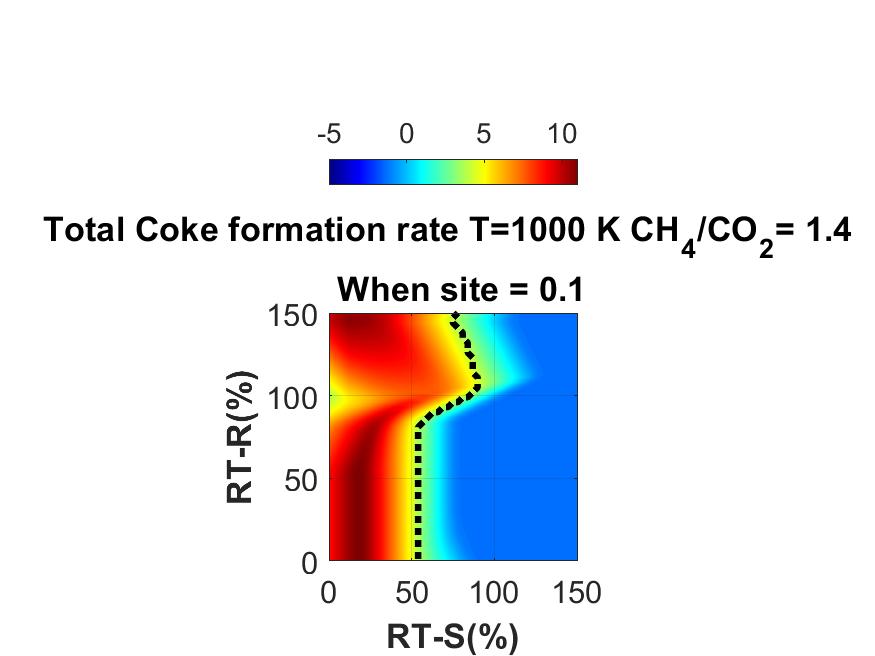 -5 0 5 10
Total Coke formation rate T=1000 K CH4/CO2= 1.4
When site = 0.1
150
100
50
0
RT-R(%)
0 50 100 150
RT-S(%)